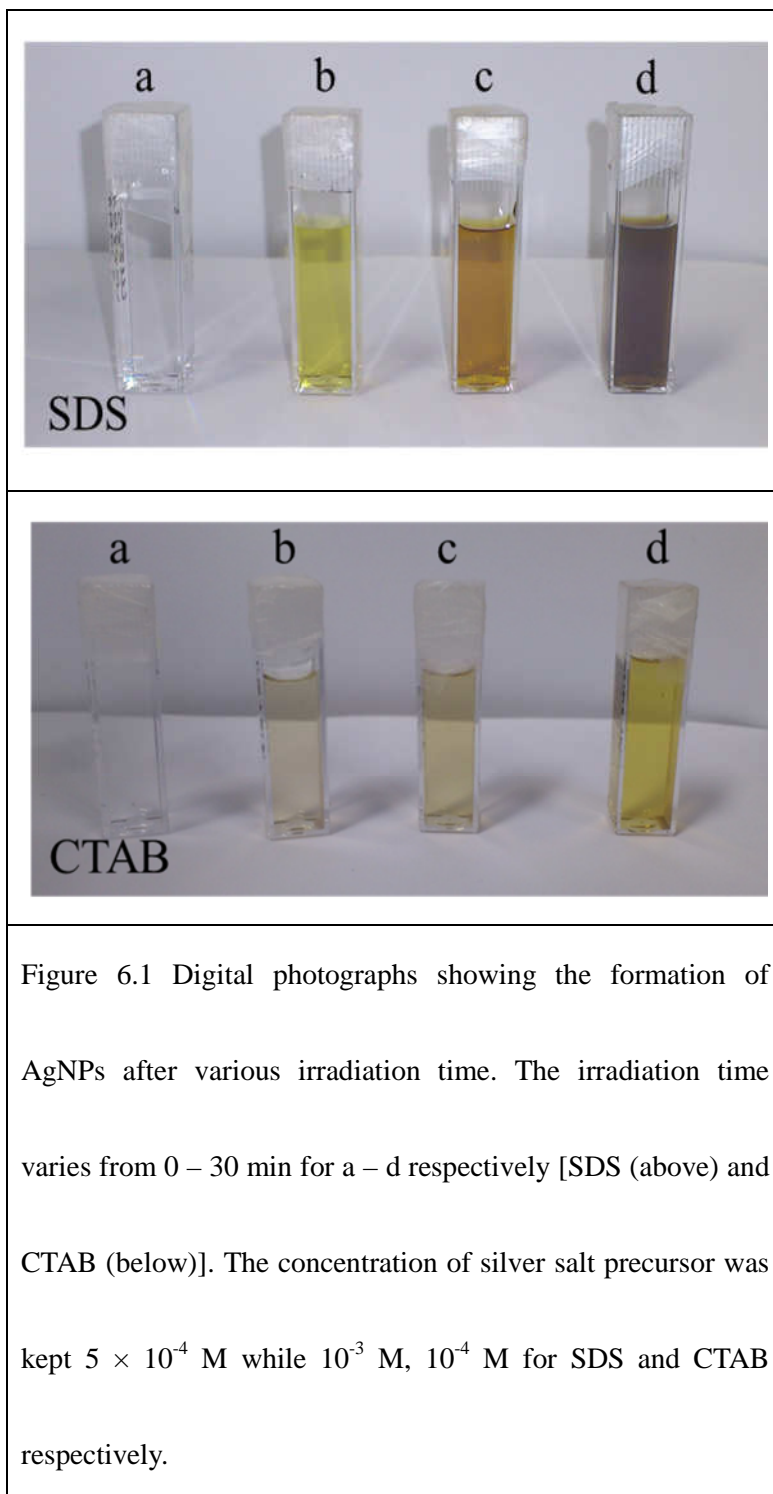 a b c d
SDS
a b c d
CTAB
Figure 6.1 Digital photographs showing the formation of
AgNPs after various irradiation time. The irradiation time
varies from 0 – 30 min for a – d respectively [SDS (above) and
CTAB (below)]. The concentration of silver salt precursor was
kept 5 × 10⁻⁴ M while 10⁻³ M, 10⁻⁴ M for SDS and CTAB
respectively.